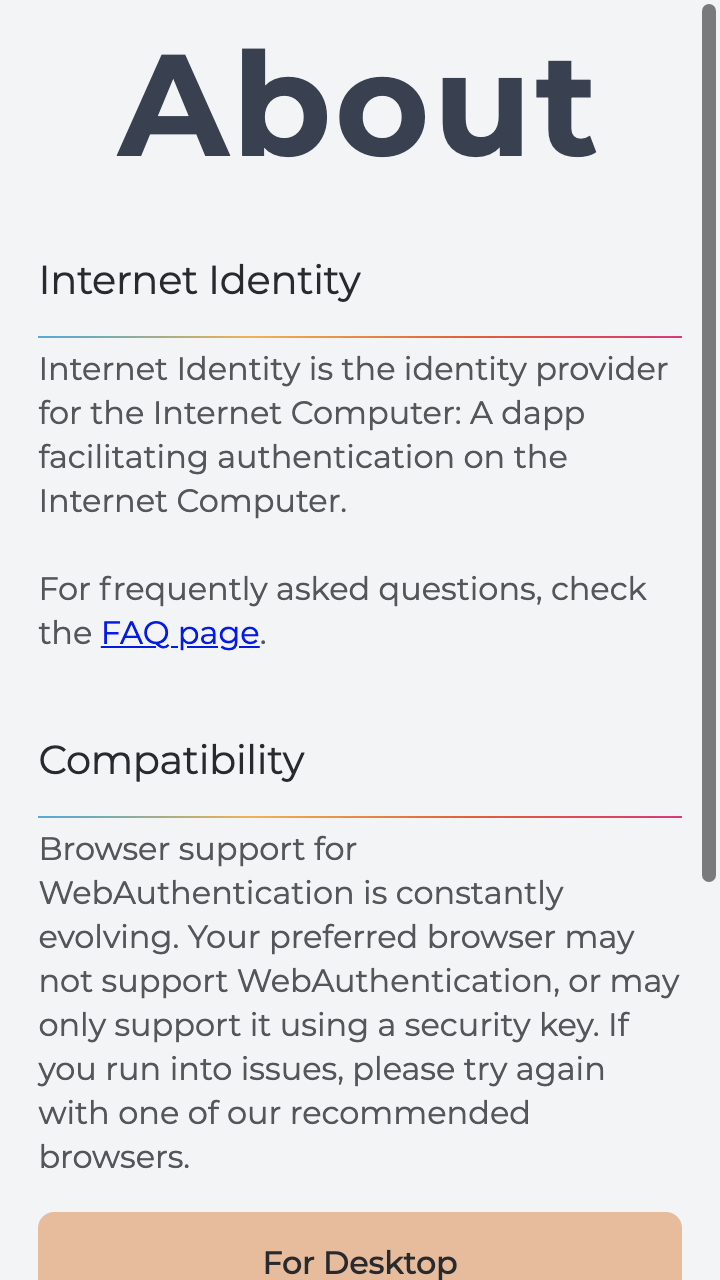 About
Internet Identity
Internet Identity is the identity provider
for the Internet Computer: A dapp
facilitating authentication on the
Internet Computer.
For frequently asked questions, check
the FAQ page.
Compatibility
Browser support for
WebAuthentication is constantly
evolving. Your preferred browser may
not support WebAuthentication, or may
only support it using a security key. If
you run into issues, please try again
with one of our recommended
browsers.
For Desktop